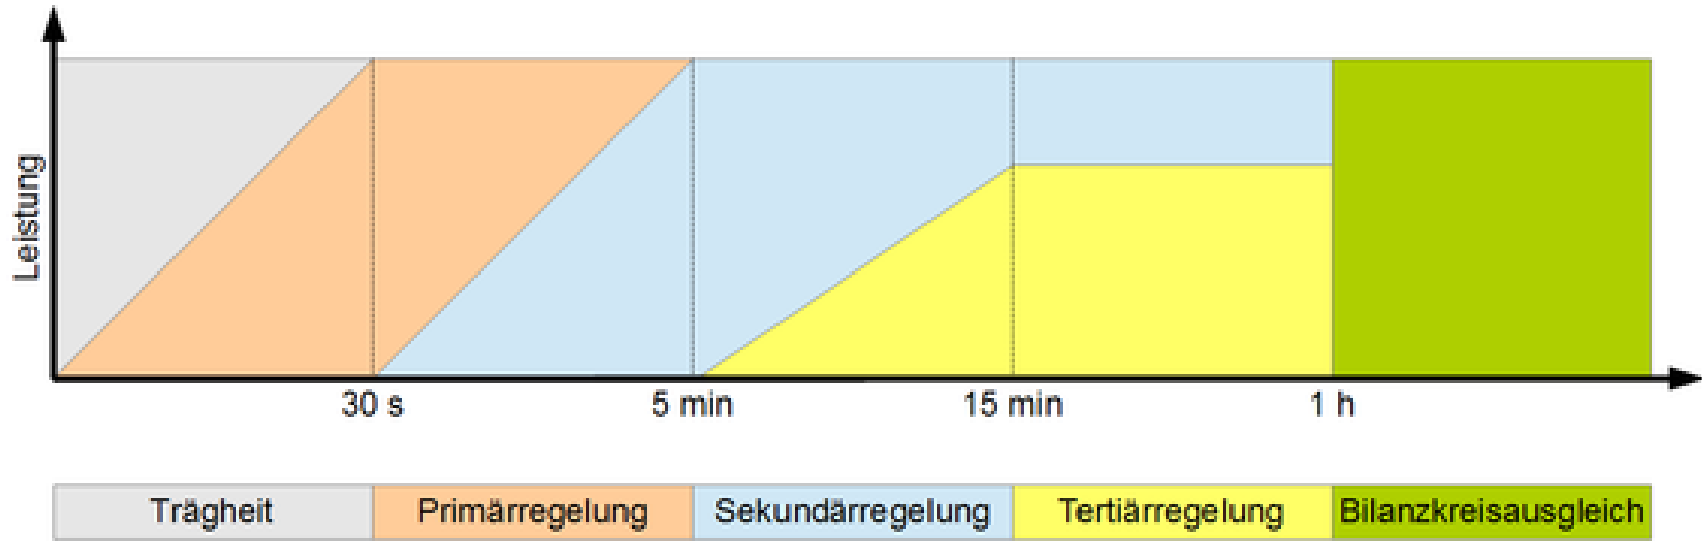 Leistung
30 s 5 min 15 min 1 h
Trägheit Primärregelung Sekundärregelung Tertiärregelung Bilanzkreisausgleich